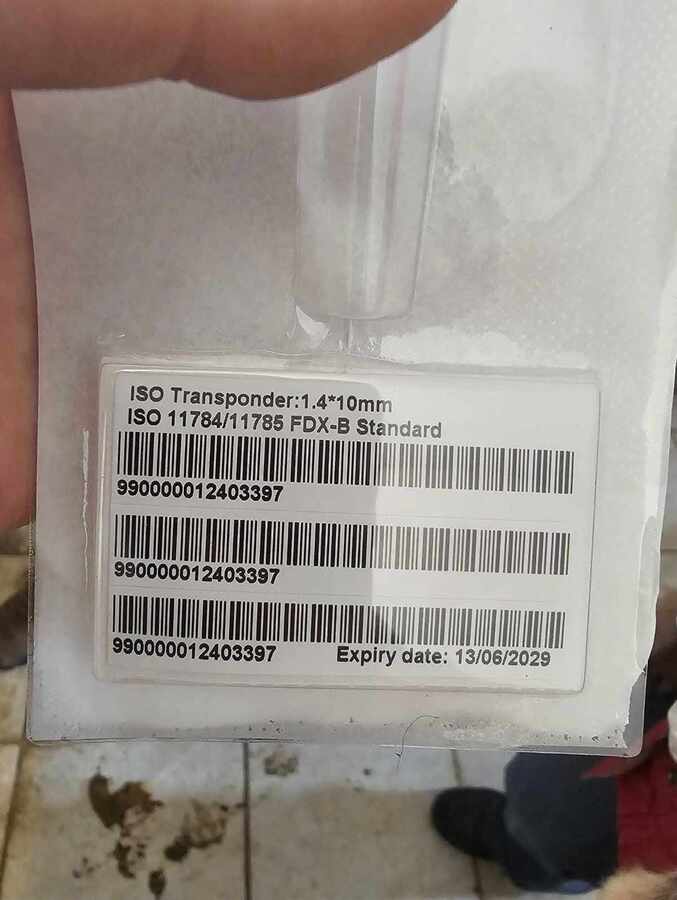 ISO Transponder:1.4*10mm
ISO 11784/11785 FDX-B Standard
990000012403397
990000012403397
990000012403397 Expiry date: 13/06/2029